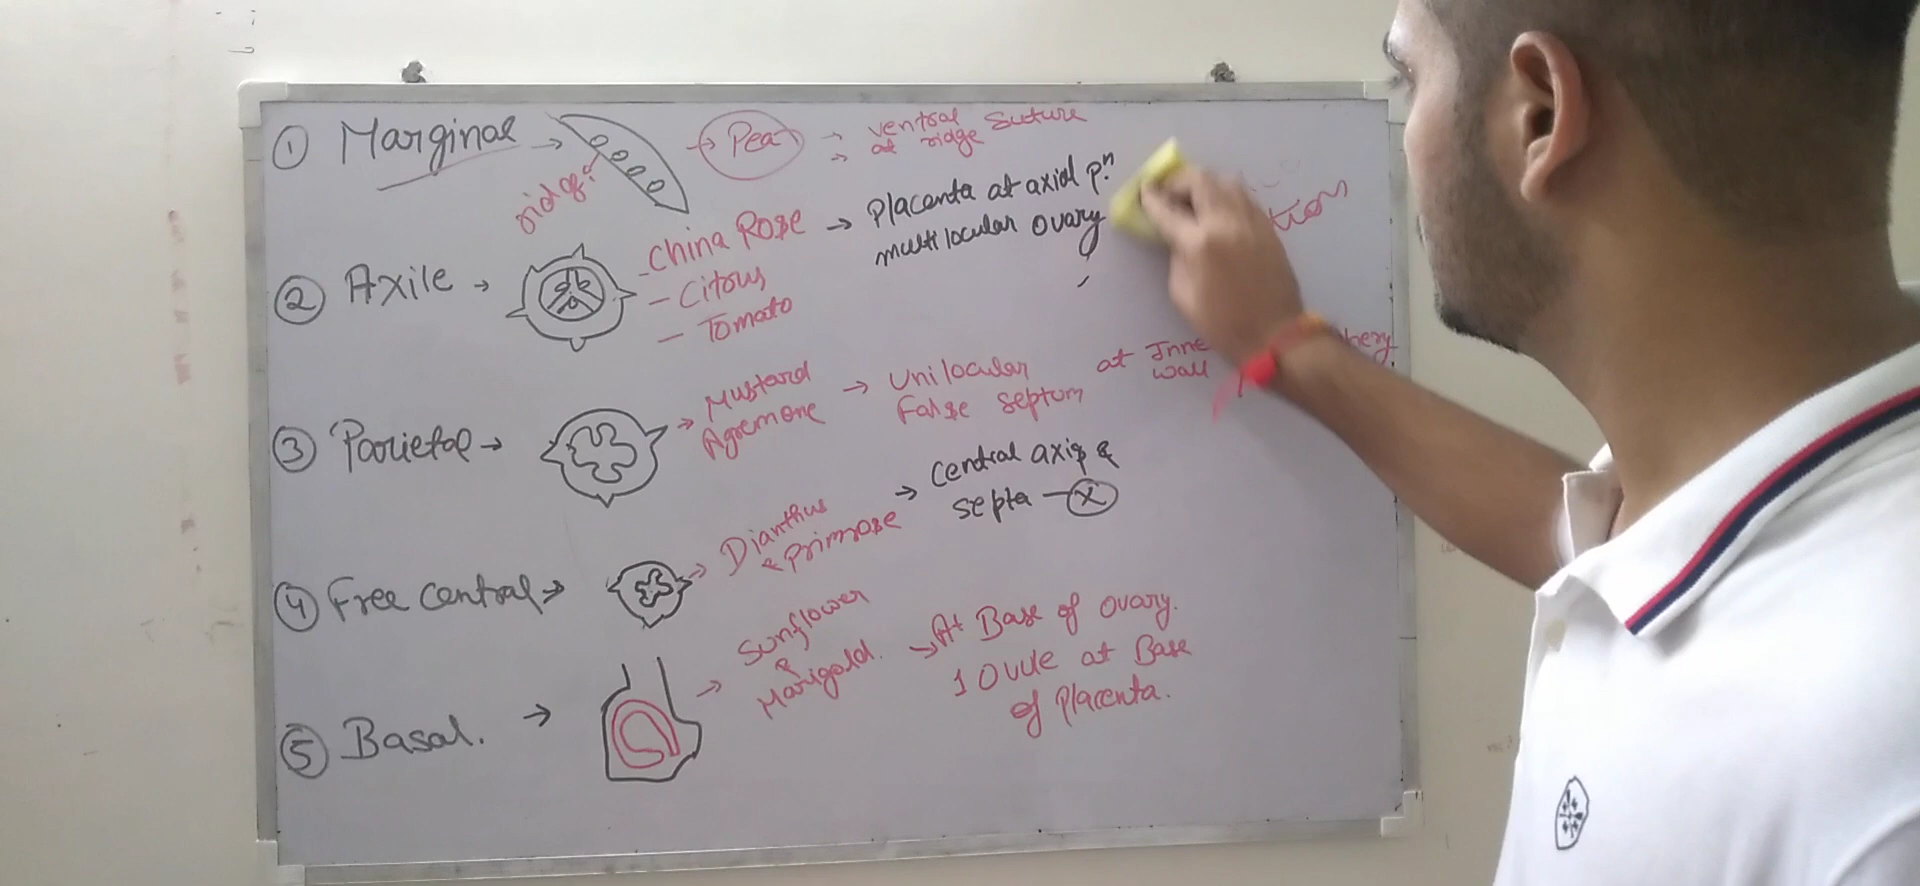 ① Marginal → → Pea → ventral suture
→ at ridge
ridge
② Axile → - China Rose → Placenta at axial pⁿ.
- Citrus multilocular ovary
- Tomato
③ Parietal → → Mustard → Unilocular at Inne
Agremone False septum wall
④ Free central → → Dianthus → Central axis &
& primrose septa - ⓧ
⑤ Basal. → → Sunflower → At Base of ovary.
& 1 Ovule at Base
Marigold. of Placenta.